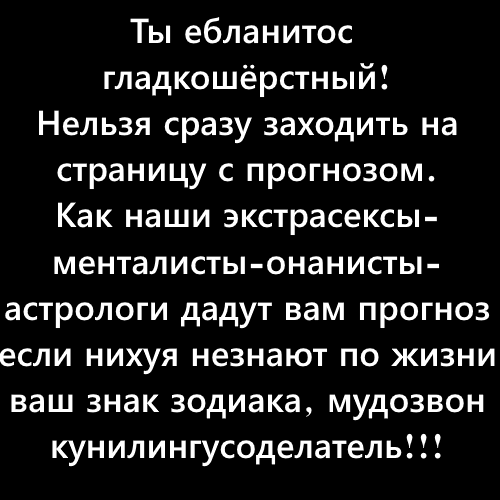 Ты ебланитос
гладкошёрстный!
Нельзя сразу заходить на
страницу с прогнозом.
Как наши экстрасексы-
менталисты-онанисты-
астрологи дадут вам прогноз
если нихуя незнают по жизни
ваш знак зодиака, мудозвон
кунилингусоделатель!!!